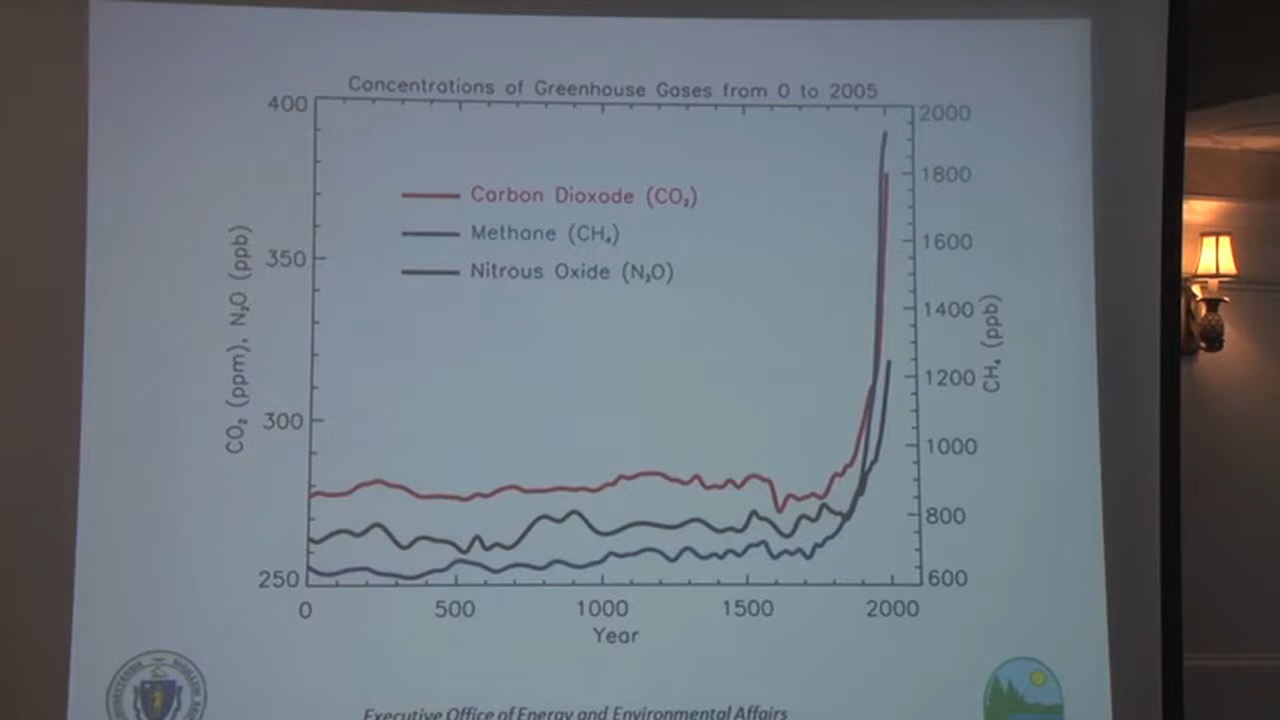 Concentrations of Greenhouse Gases from 0 to 2005
400
350
300
250
CO₂ (ppm), N₂O (ppb)
Carbon Dioxode (CO₂)
Methane (CH₄)
Nitrous Oxide (N₂O)
2000
1800
1600
1400
1200
1000
800
600
CH₄ (ppb)
0 500 1000 1500 2000
Year
Executive Office of Energy and Environmental Affairs